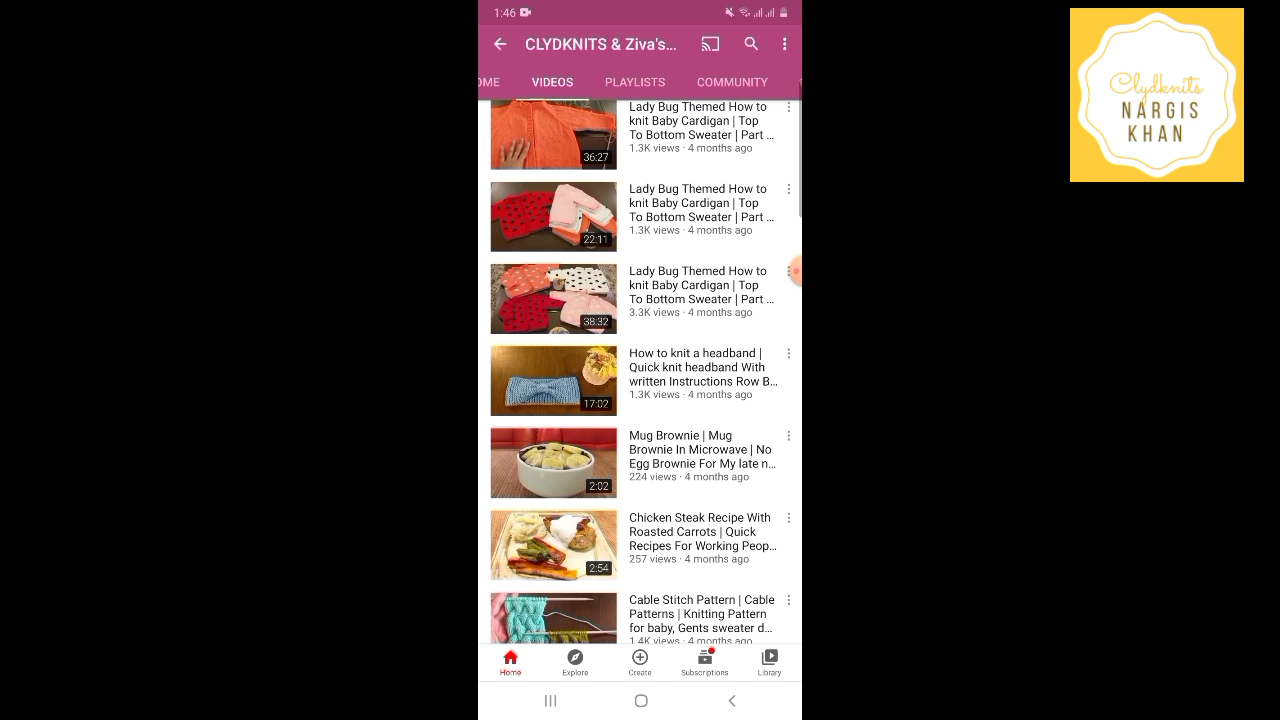 1:46
CLYDKNITS & Ziva's...
OME VIDEOS PLAYLISTS COMMUNITY
Lady Bug Themed How to
knit Baby Cardigan | Top
To Bottom Sweater | Part ...
1.3K views · 4 months ago
36:27
Lady Bug Themed How to
knit Baby Cardigan | Top
To Bottom Sweater | Part ...
1.3K views · 4 months ago
22:11
Lady Bug Themed How to
knit Baby Cardigan | Top
To Bottom Sweater | Part ...
3.3K views · 4 months ago
38:32
How to knit a headband |
Quick knit headband With
written Instructions Row B...
1.3K views · 4 months ago
17:02
Mug Brownie | Mug
Brownie In Microwave | No
Egg Brownie For My late n...
224 views · 4 months ago
2:02
Chicken Steak Recipe With
Roasted Carrots | Quick
Recipes For Working Peop...
257 views · 4 months ago
2:54
Cable Stitch Pattern | Cable
Patterns | Knitting Pattern
for baby, Gents sweater d...
1.4K views · 4 months ago
Home Explore Create Subscriptions Library
Clydknits
NARGIS
KHAN